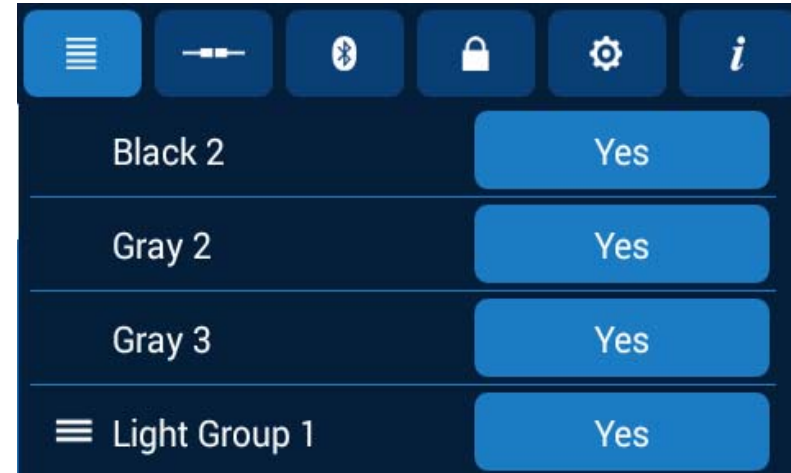 i
Black 2 Yes
Gray 2 Yes
Gray 3 Yes
Light Group 1 Yes